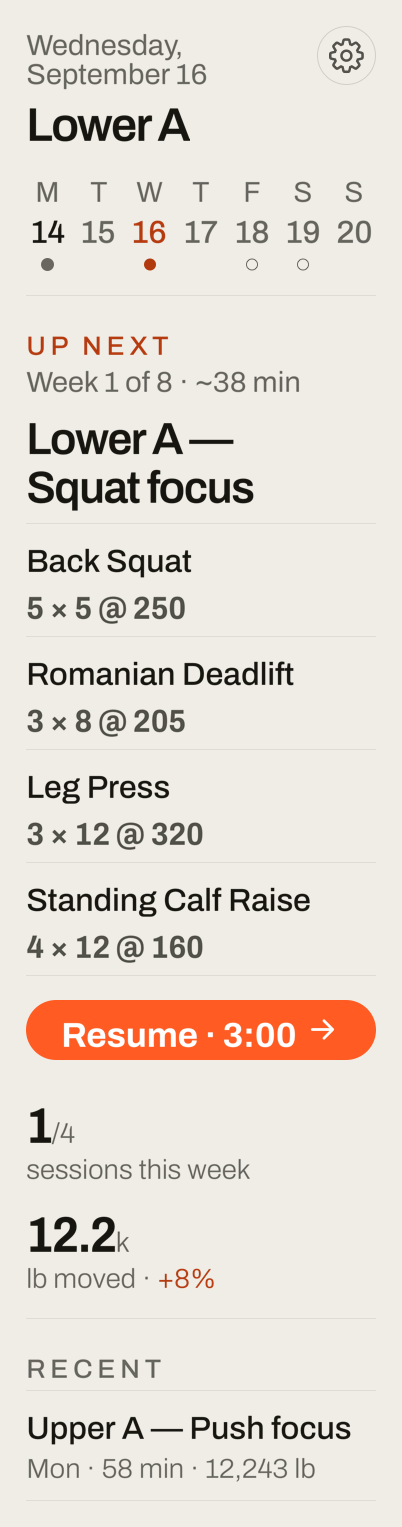 Wednesday,
September 16
Lower A
M T W T F S S
14 15 16 17 18 19 20
UP NEXT
Week 1 of 8 · ~38 min
Lower A —
Squat focus
Back Squat
5 × 5 @ 250
Romanian Deadlift
3 × 8 @ 205
Leg Press
3 × 12 @ 320
Standing Calf Raise
4 × 12 @ 160
Resume · 3:00 →
1/4
sessions this week
12.2k
lb moved · +8%
RECENT
Upper A — Push focus
Mon · 58 min · 12,243 lb